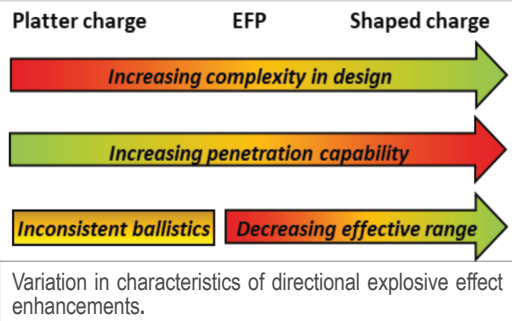 Platter charge EFP Shaped charge
Increasing complexity in design
Increasing penetration capability
Inconsistent ballistics Decreasing effective range
Variation in characteristics of directional explosive effect
enhancements.